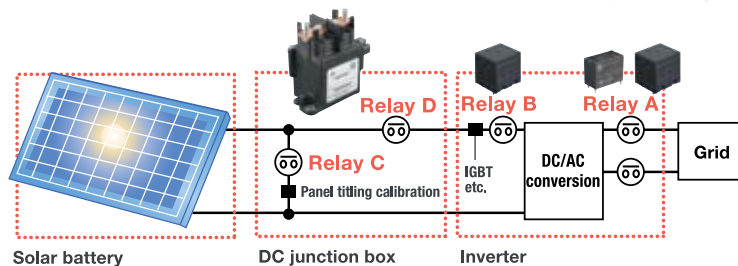 Relay D
Relay B
Relay A
Relay C
Panel titling calibration
IGBT
etc.
DC/AC
conversion
Grid
Solar battery
DC junction box
Inverter